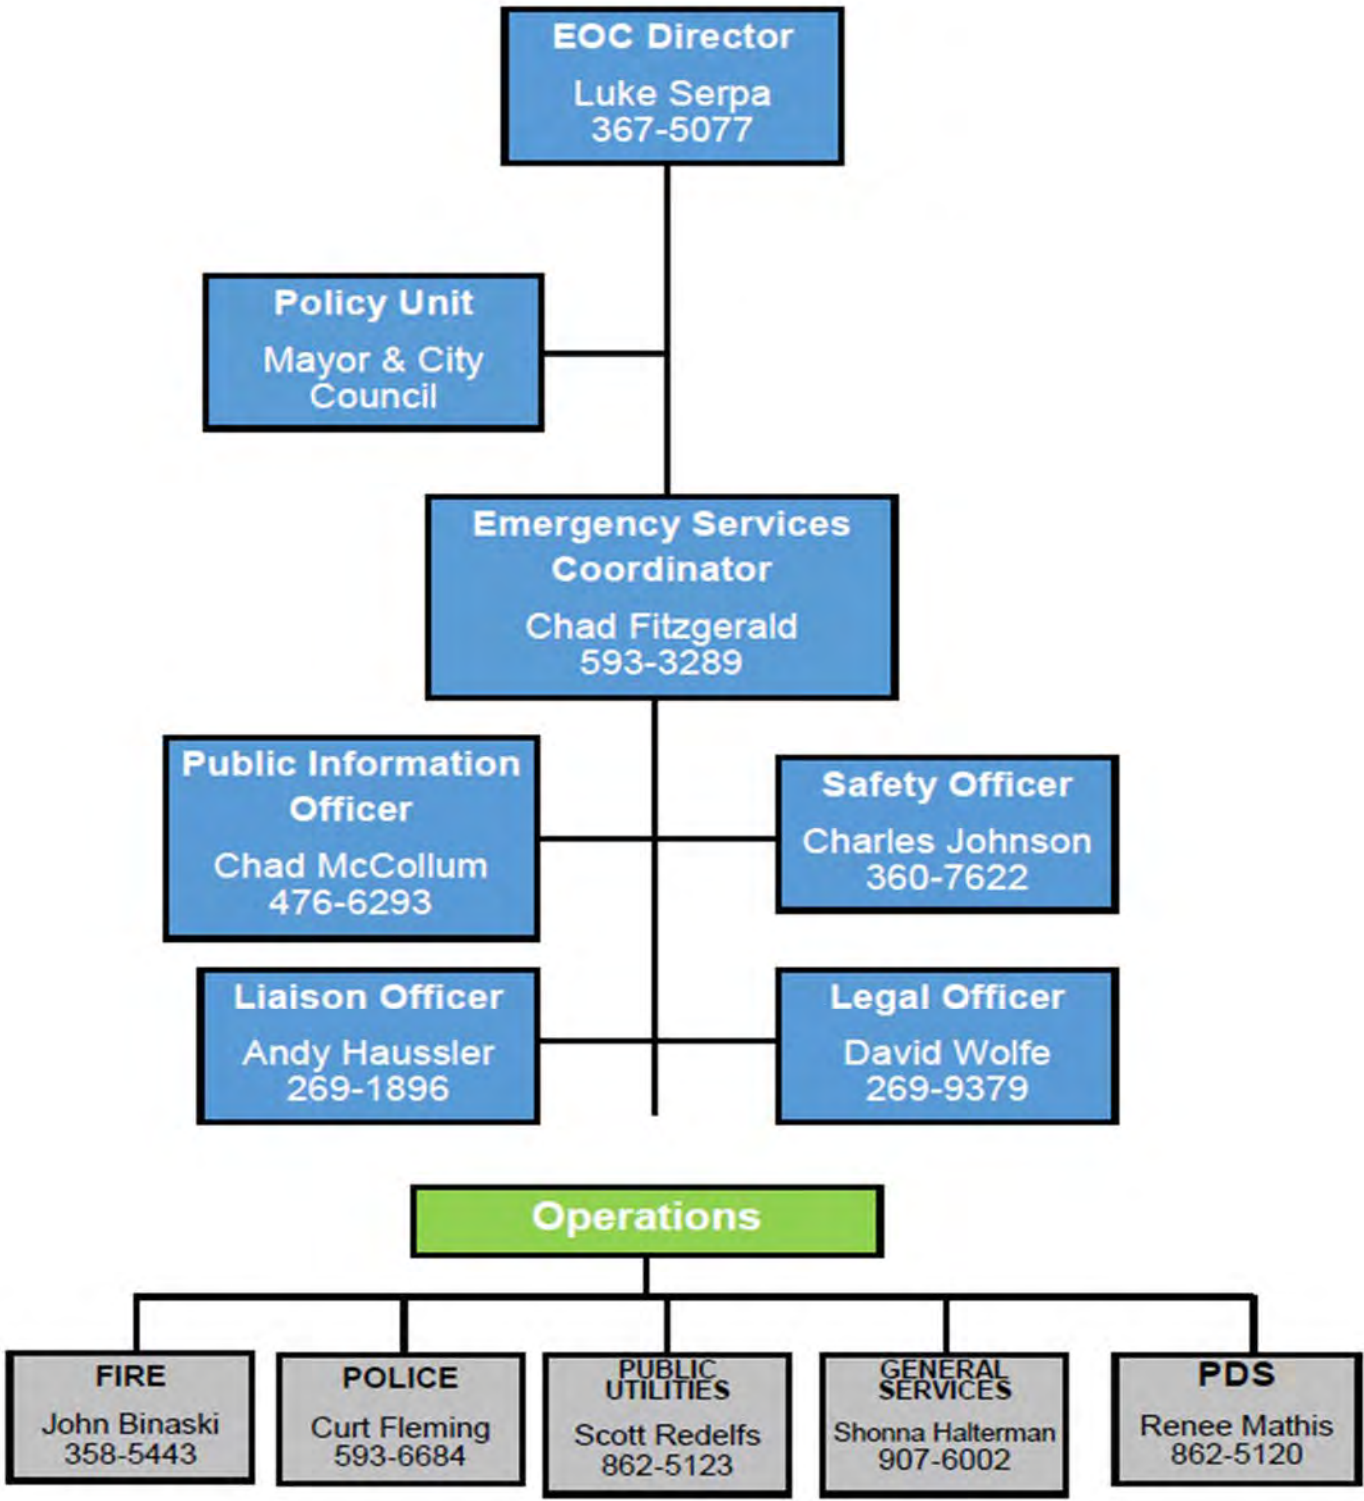 EOC Director
Luke Serpa
367-5077
Policy Unit
Mayor & City
Council
Emergency Services
Coordinator
Chad Fitzgerald
593-3289
Public Information
Officer
Chad McCollum
476-6293
Safety Officer
Charles Johnson
360-7622
Liaison Officer
Andy Haussler
269-1896
Legal Officer
David Wolfe
269-9379
Operations
FIRE
John Binaski
358-5443
POLICE
Curt Fleming
593-6684
PUBLIC
UTILITIES
Scott Redelfs
862-5123
GENERAL
SERVICES
Shonna Halterman
907-6002
PDS
Renee Mathis
862-5120